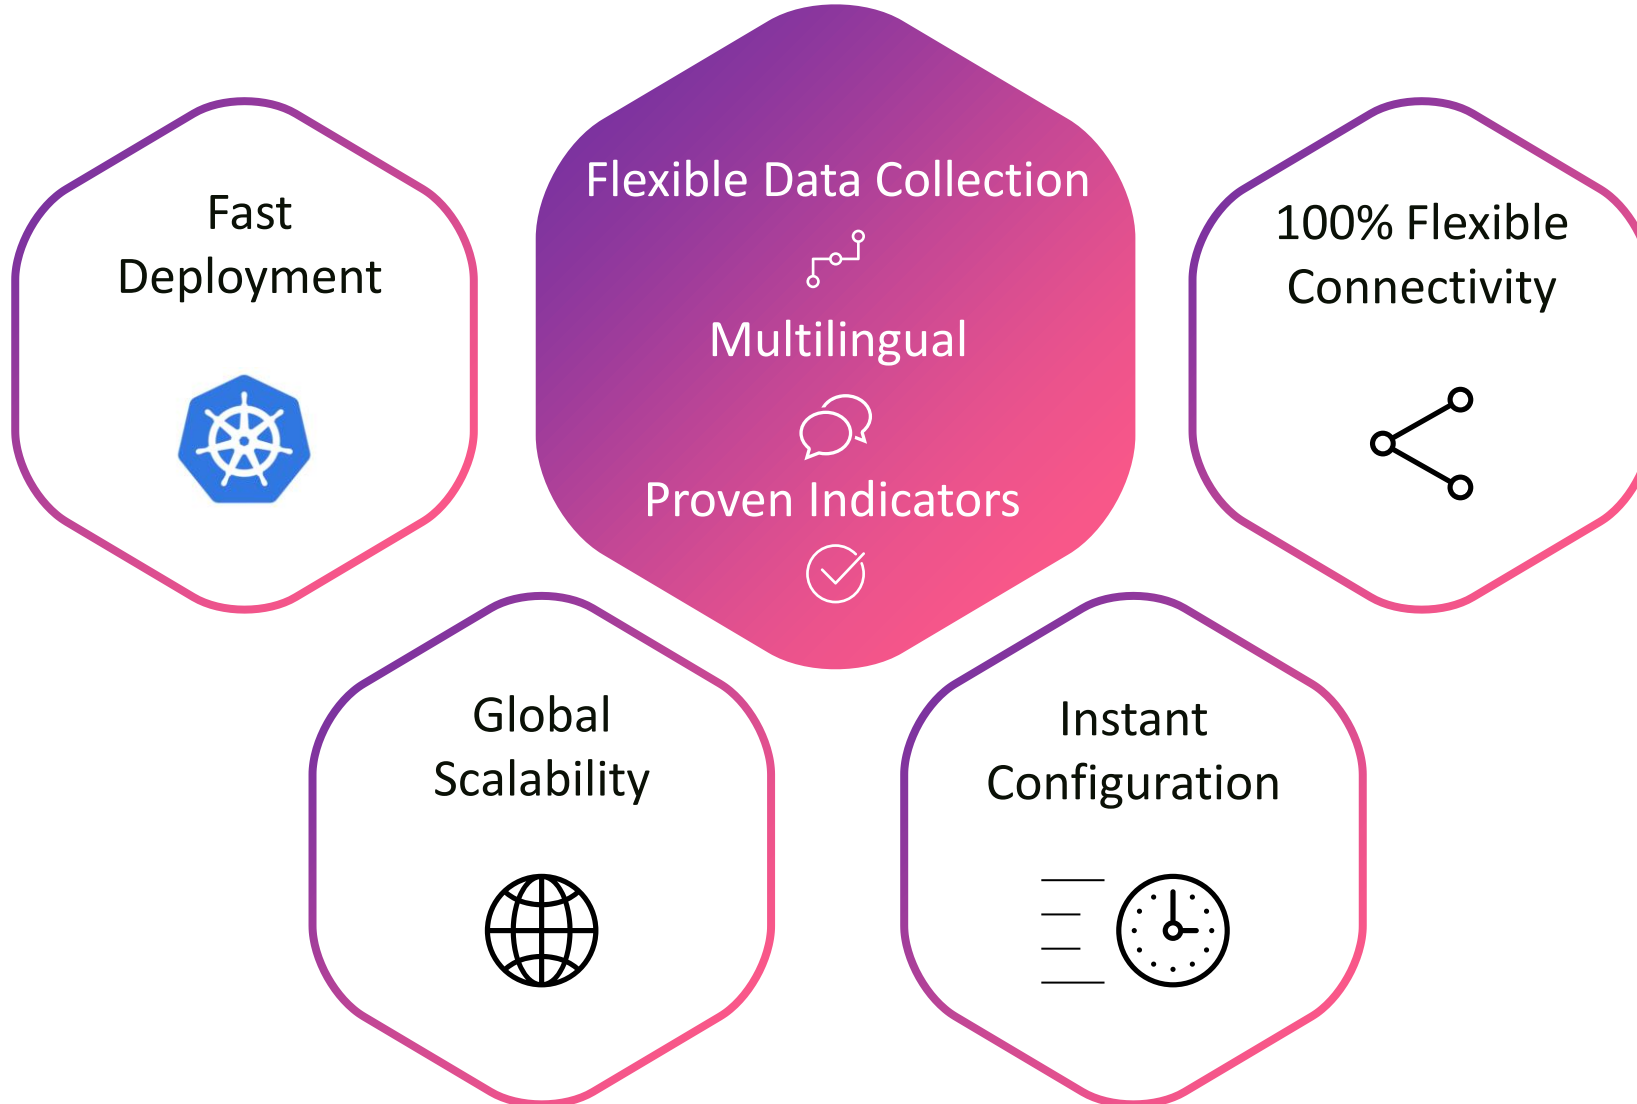 Fast
Deployment
Flexible Data Collection
Multilingual
Proven Indicators
100% Flexible
Connectivity
Global
Scalability
Instant
Configuration